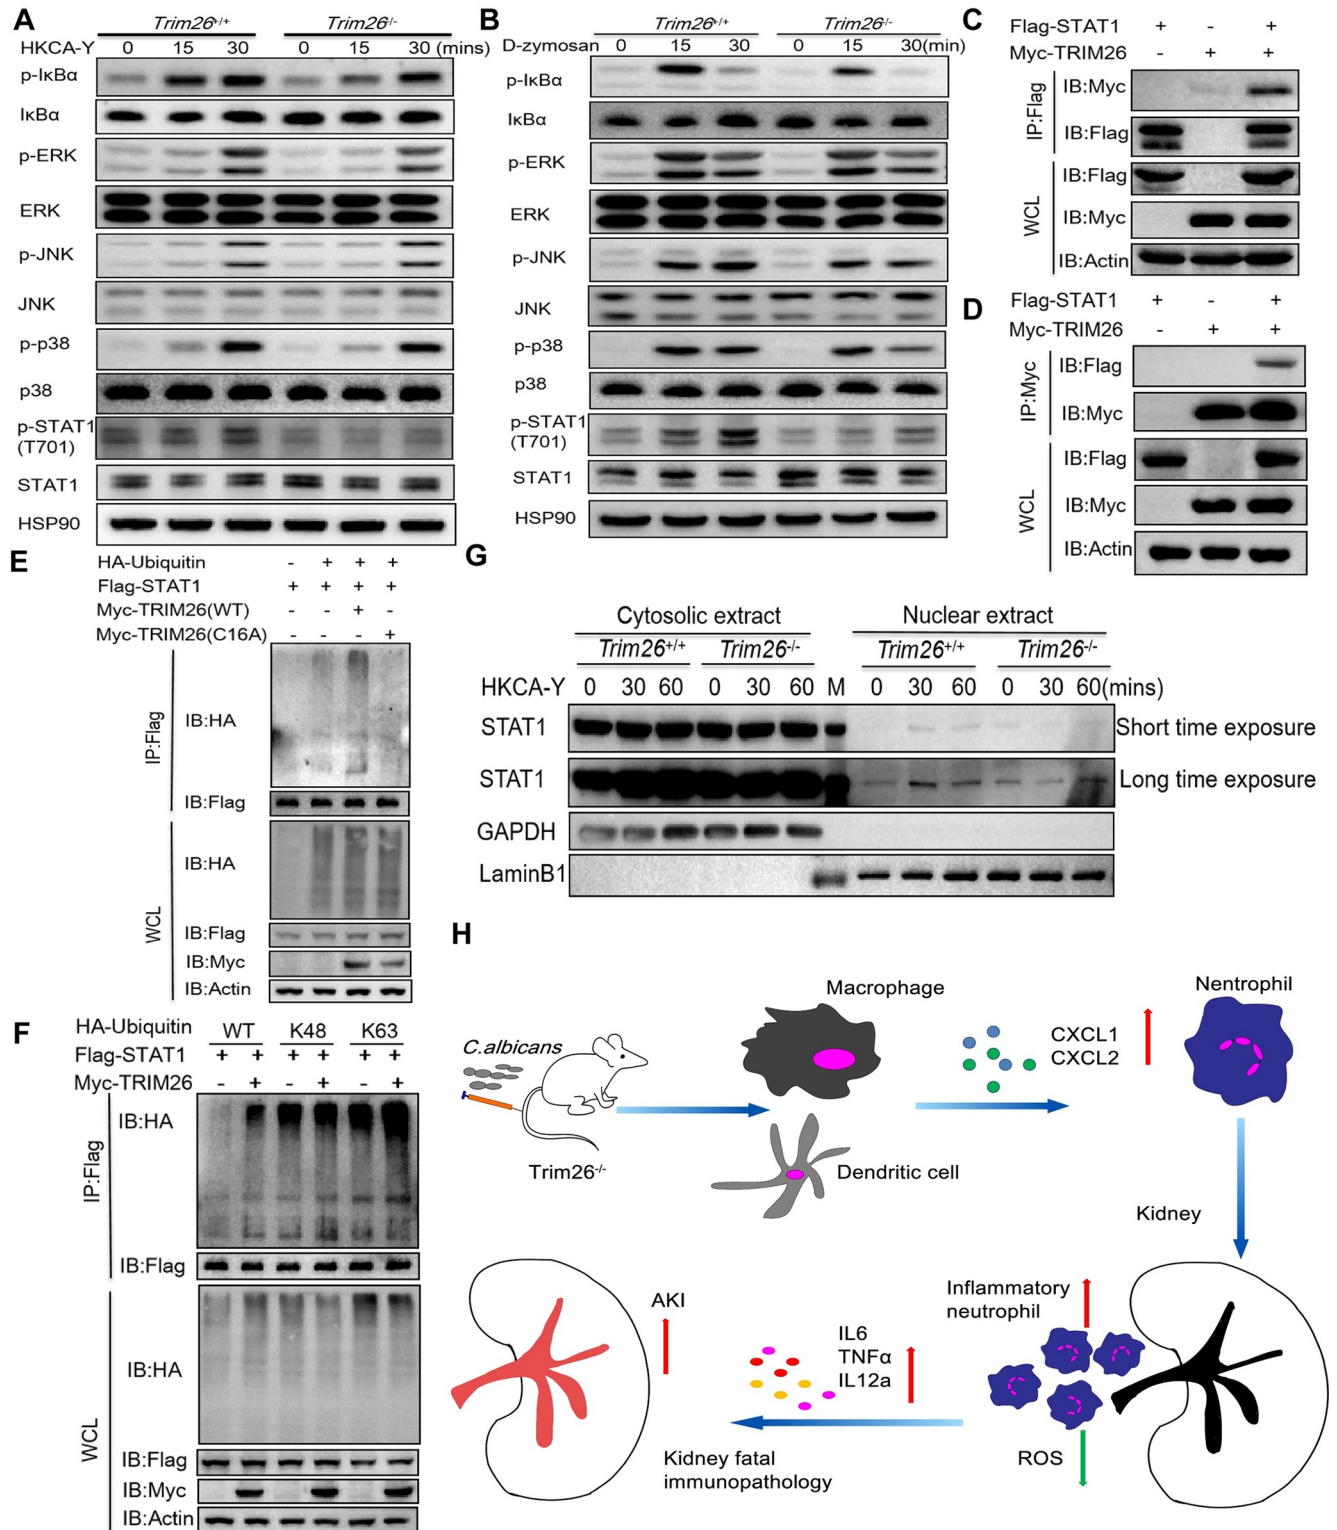 A
Trim26+/+ Trim26-/-
HKCA-Y 0 15 30 0 15 30 (mins)
p-IκBα
IκBα
p-ERK
ERK
p-JNK
JNK
p-p38
p38
p-STAT1
(T701)
STAT1
HSP90
B
Trim26+/+ Trim26-/-
D-zymosan 0 15 30 0 15 30(min)
p-IκBα
IκBα
p-ERK
ERK
p-JNK
JNK
p-p38
p38
p-STAT1
(T701)
STAT1
HSP90
C
Flag-STAT1 + - +
Myc-TRIM26 - + +
IP:Flag
IB:Myc
IB:Flag
WCL
IB:Flag
IB:Myc
IB:Actin
D
Flag-STAT1 + - +
Myc-TRIM26 - + +
IP:Myc
IB:Flag
IB:Myc
WCL
IB:Flag
IB:Myc
IB:Actin
E
HA-Ubiquitin - + + +
Flag-STAT1 + + + +
Myc-TRIM26(WT) - - + -
Myc-TRIM26(C16A) - - - +
IP:Flag
IB:HA
IB:Flag
WCL
IB:HA
IB:Flag
IB:Myc
IB:Actin
F
HA-Ubiquitin WT K48 K63
Flag-STAT1 + + + + + +
Myc-TRIM26 - + - + - +
IP:Flag
IB:HA
IB:Flag
WCL
IB:HA
IB:Flag
IB:Myc
IB:Actin
G
Cytosolic extract Nuclear extract
Trim26+/+ Trim26-/- Trim26+/+ Trim26-/-
HKCA-Y 0 30 60 0 30 60 M 0 30 60 0 30 60(mins)
STAT1 Short time exposure
STAT1 Long time exposure
GAPDH
LaminB1
H
C.albicans
Trim26-/-
Macrophage
Dendritic cell
CXCL1
CXCL2
Nentrophil
Kidney
Inflammatory
neutrophil
ROS
IL6
TNFα
IL12a
Kidney fatal
immunopathology
AKI